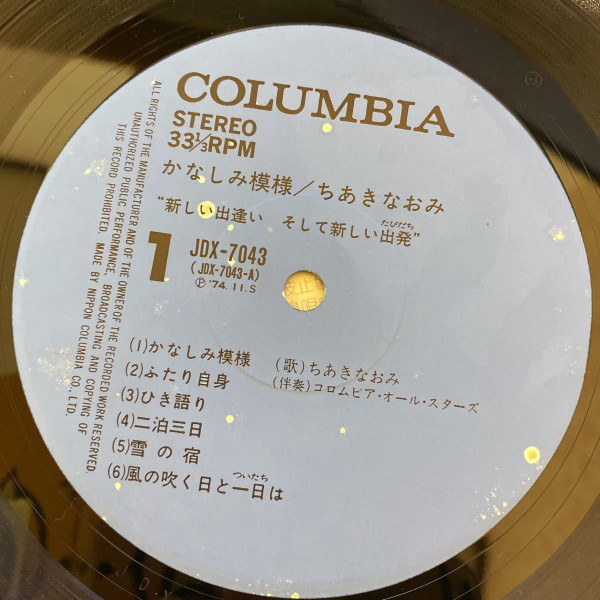 COLUMBIA
STEREO
33⅓RPM
かなしみ模様/ちあきなおみ
"新しい出逢い そして新しい出発"
たびだち
1
JDX-7043
(JDX-7043-A)
Ⓟ '74.11.S
(1)かなしみ模様
(2)ふたり自身
(3)ひき語り
(4)二泊三日
(5)雪の宿
(6)風の吹く日と一日は
ついたち
(歌)ちあきなおみ
(伴奏)コロムビア・オール・スターズ
ALL RIGHTS OF THE MANUFACTURER AND OF THE OWNER OF THE RECORDED WORK RESERVED
UNAUTHORIZED PUBLIC PERFORMANCE, BROADCASTING AND COPYING OF
THIS RECORD PROHIBITED. MADE BY NIPPON COLUMBIA CO., LTD.